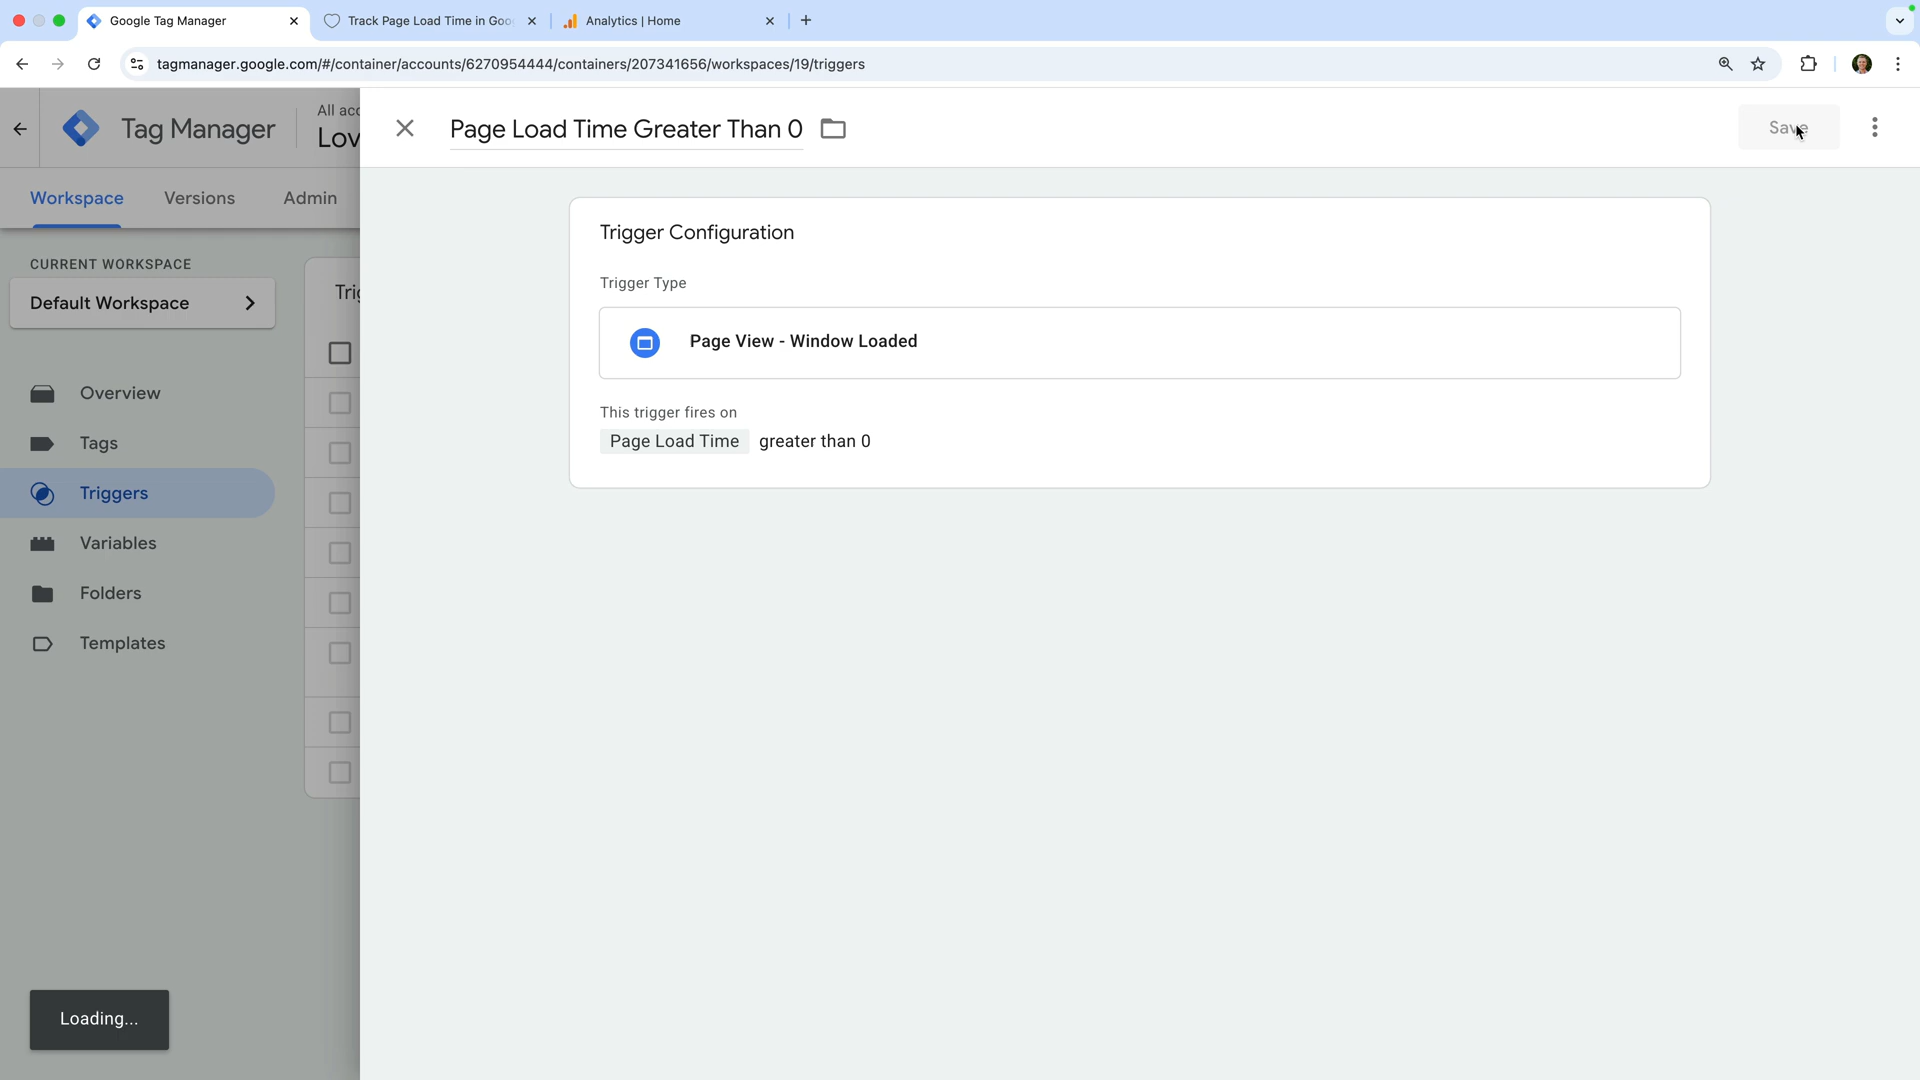 Google Tag Manager
Track Page Load Time in Goo
Analytics | Home
tagmanager.google.com/#/container/accounts/6270954444/containers/207341656/workspaces/19/triggers
Tag Manager
All acc
Lov
Page Load Time Greater Than 0
Save
Workspace
Versions
Admin
CURRENT WORKSPACE
Default Workspace
Overview
Tags
Triggers
Variables
Folders
Templates
Trig
Trigger Configuration
Trigger Type
Page View - Window Loaded
This trigger fires on
Page Load Time greater than 0
Loading...